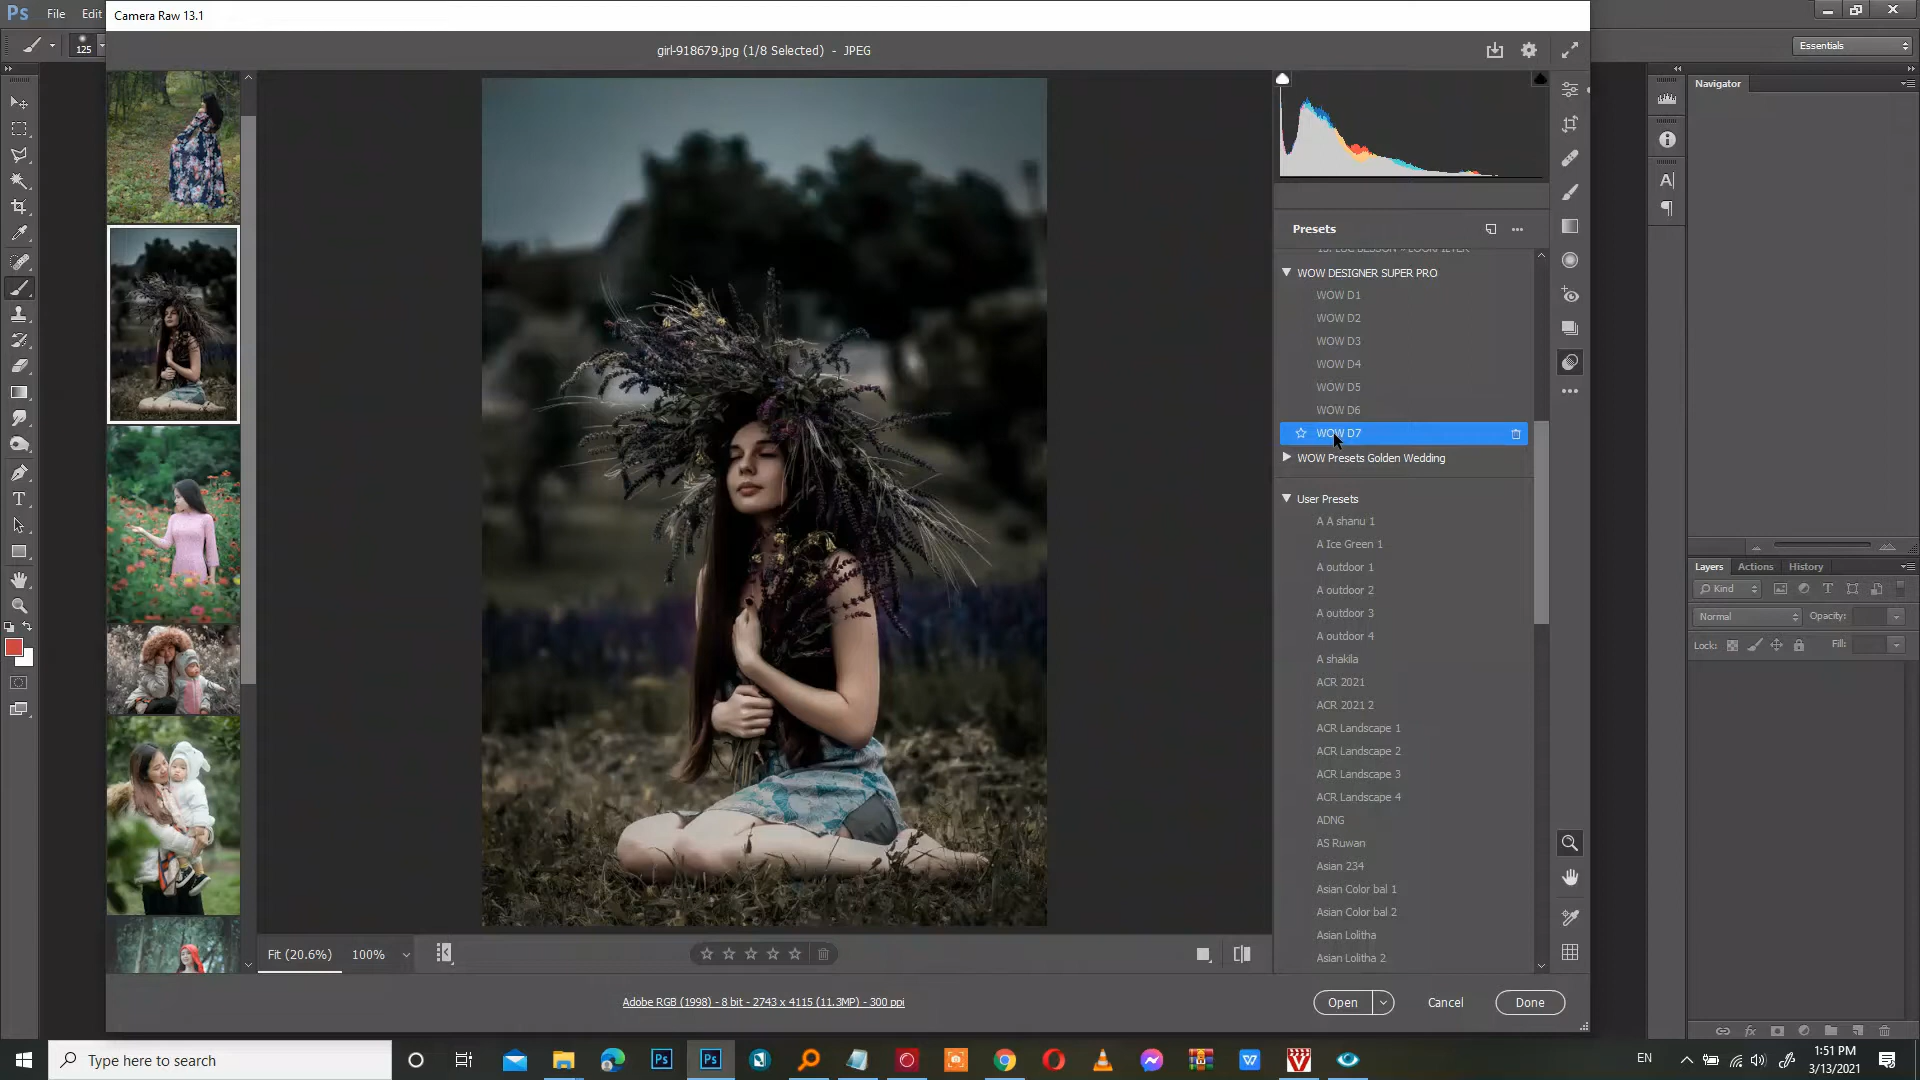 Ps File Edit
Camera Raw 13.1
125
girl-918679.jpg (1/8 Selected) - JPEG
Essentials
Navigator
Presets
WOW DESIGNER SUPER PRO
WOW D1
WOW D2
WOW D3
WOW D4
WOW D5
WOW D6
WOW D7
WOW Presets Golden Wedding
User Presets
A A shanu 1
A Ice Green 1
A outdoor 1
A outdoor 2
A outdoor 3
A outdoor 4
A shakila
ACR 2021
ACR 2021 2
ACR Landscape 1
ACR Landscape 2
ACR Landscape 3
ACR Landscape 4
ADNG
AS Ruwan
Asian 234
Asian Color bal 1
Asian Color bal 2
Asian Lolitha
Asian Lolitha 2
Layers Actions History
Kind
Normal Opacity:
Lock: Fill:
Fit (20.6%) 100%
Adobe RGB (1998) - 8 bit - 2743 x 4115 (11.3MP) - 300 ppi
Open Cancel Done
Type here to search
EN
1:51 PM
3/13/2021